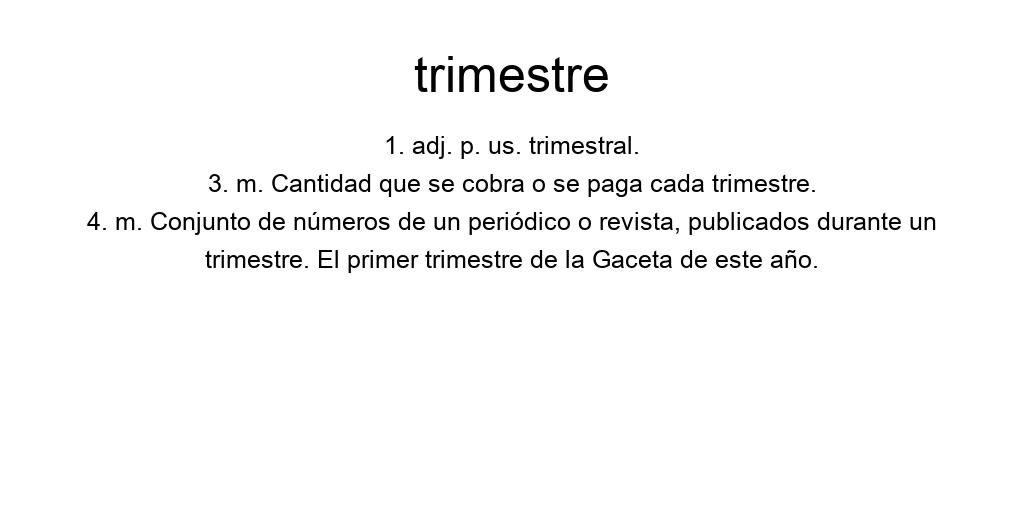 trimestre
1. adj. p. us. trimestral.
3. m. Cantidad que se cobra o se paga cada trimestre.
4. m. Conjunto de números de un periódico o revista, publicados durante un
trimestre. El primer trimestre de la Gaceta de este año.